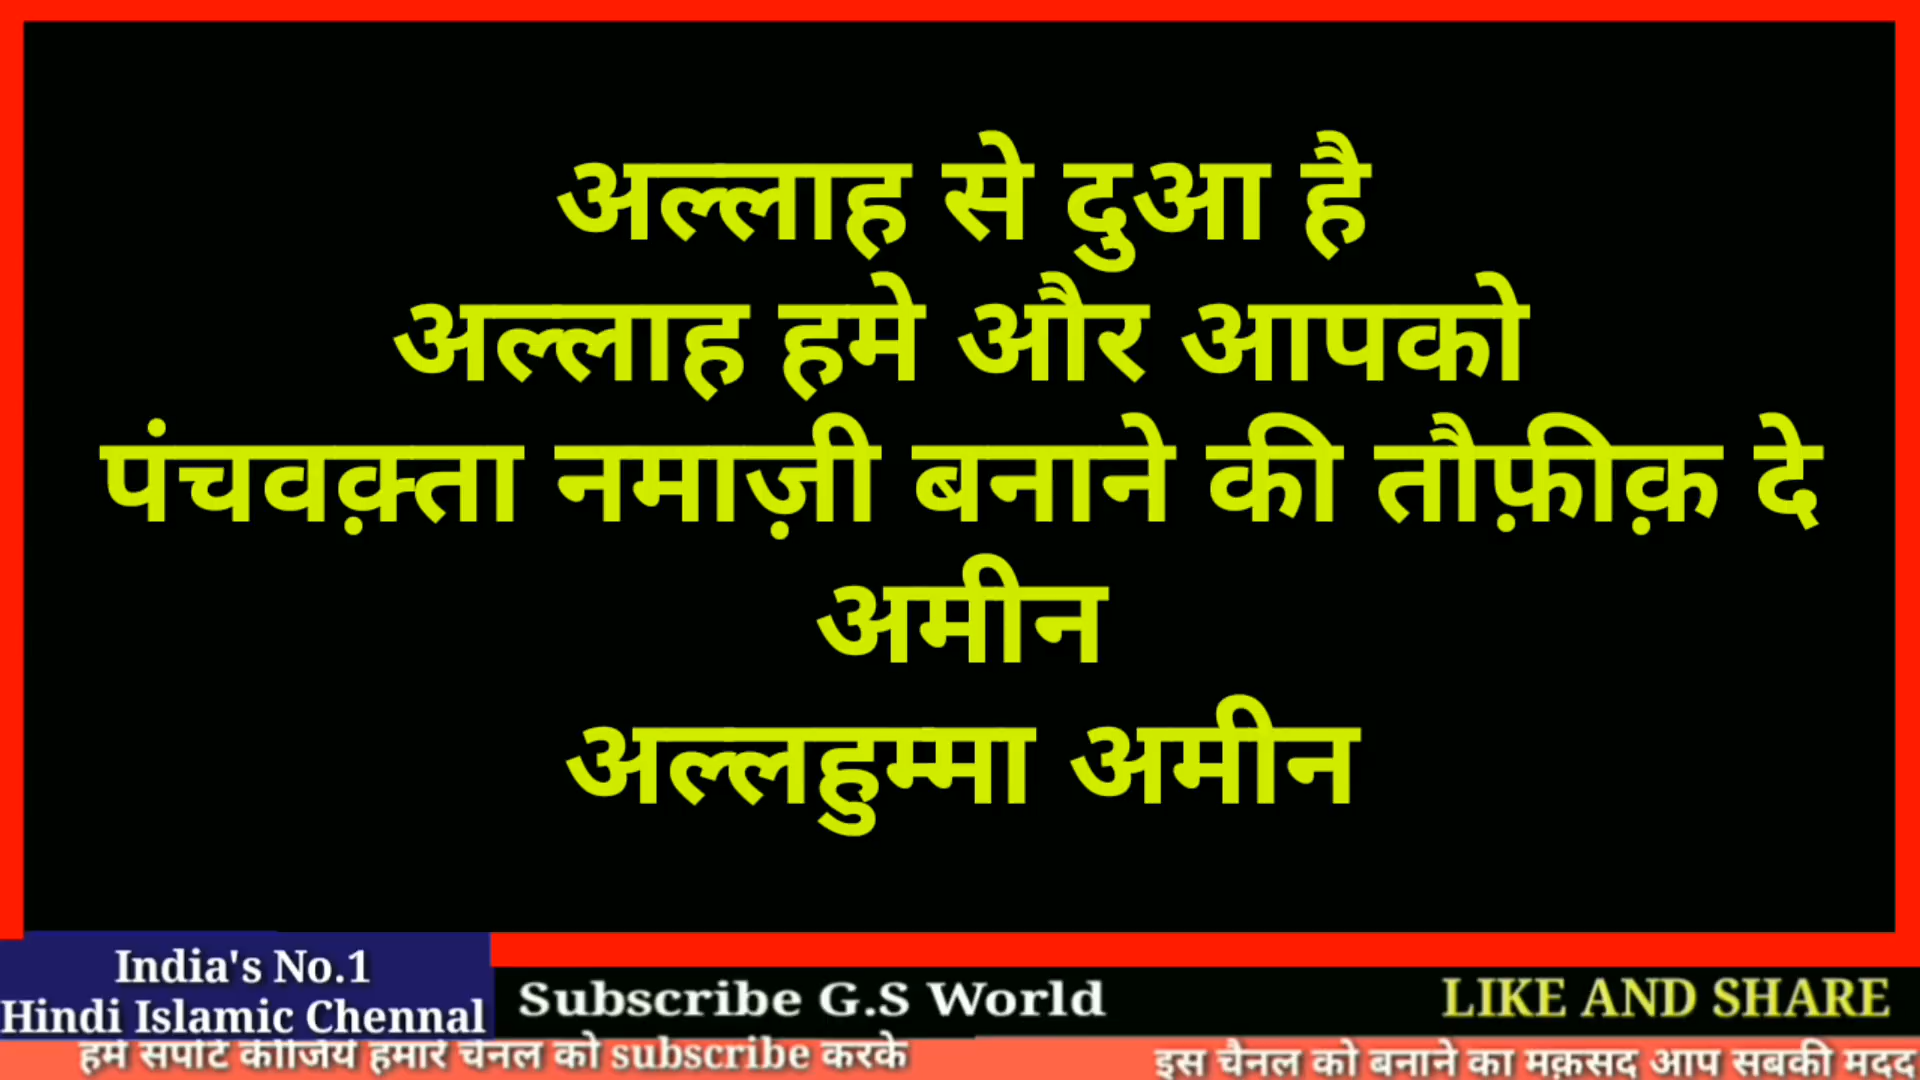 अल्लाह से दुआ है
अल्लाह हमे और आपको
पंचवक़्ता नमाज़ी बनाने की तौफ़ीक़ दे
अमीन
अल्लहुम्मा अमीन
India's No.1
Hindi Islamic Chennal
Subscribe G.S World
LIKE AND SHARE
हमे सपोर्ट कीजिये हमारे चैनल को subscribe करके
इस चैनल को बनाने का मक़सद आप सबकी मदद